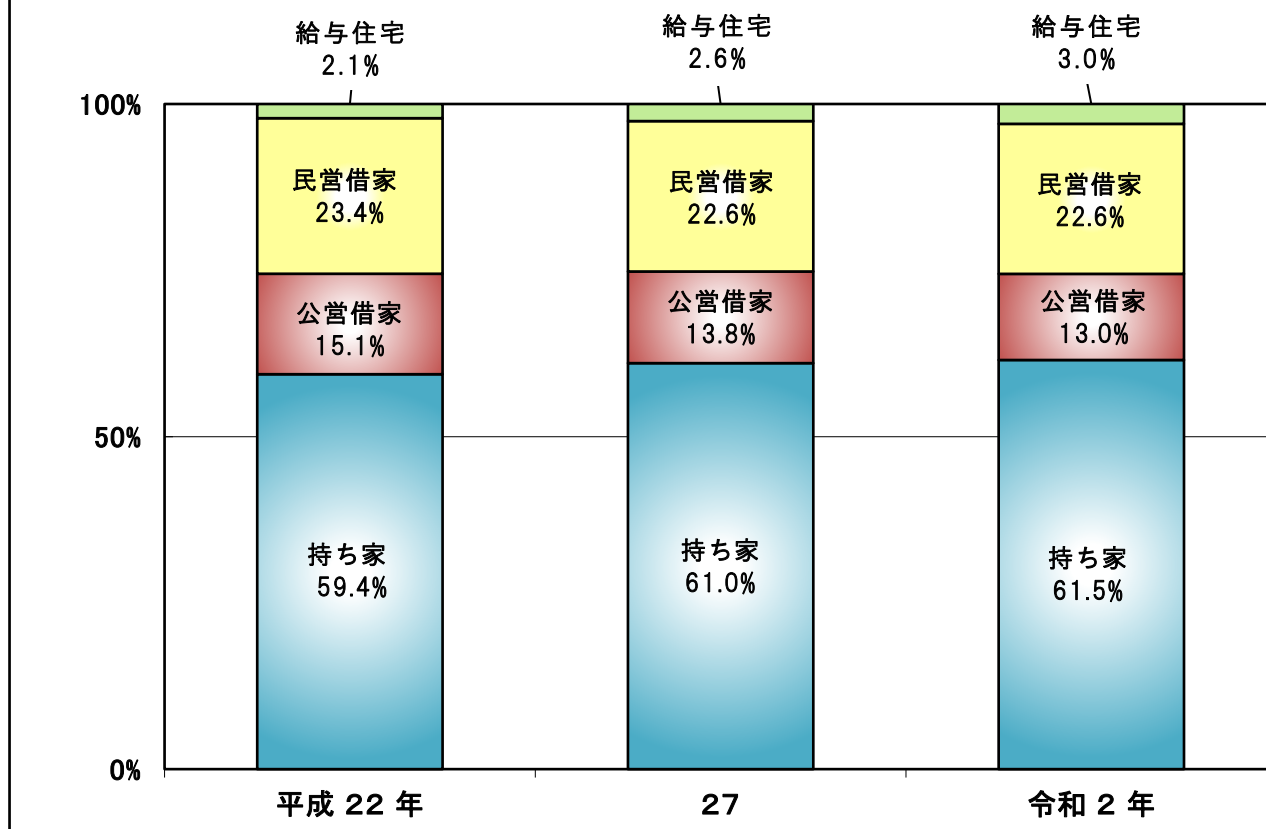 給与住宅
2.1%
給与住宅
2.6%
給与住宅
3.0%
100%
民営借家
23.4%
民営借家
22.6%
民営借家
22.6%
公営借家
15.1%
公営借家
13.8%
公営借家
13.0%
50%
持ち家
59.4%
持ち家
61.0%
持ち家
61.5%
0%
平成 22 年
27
令和 2 年